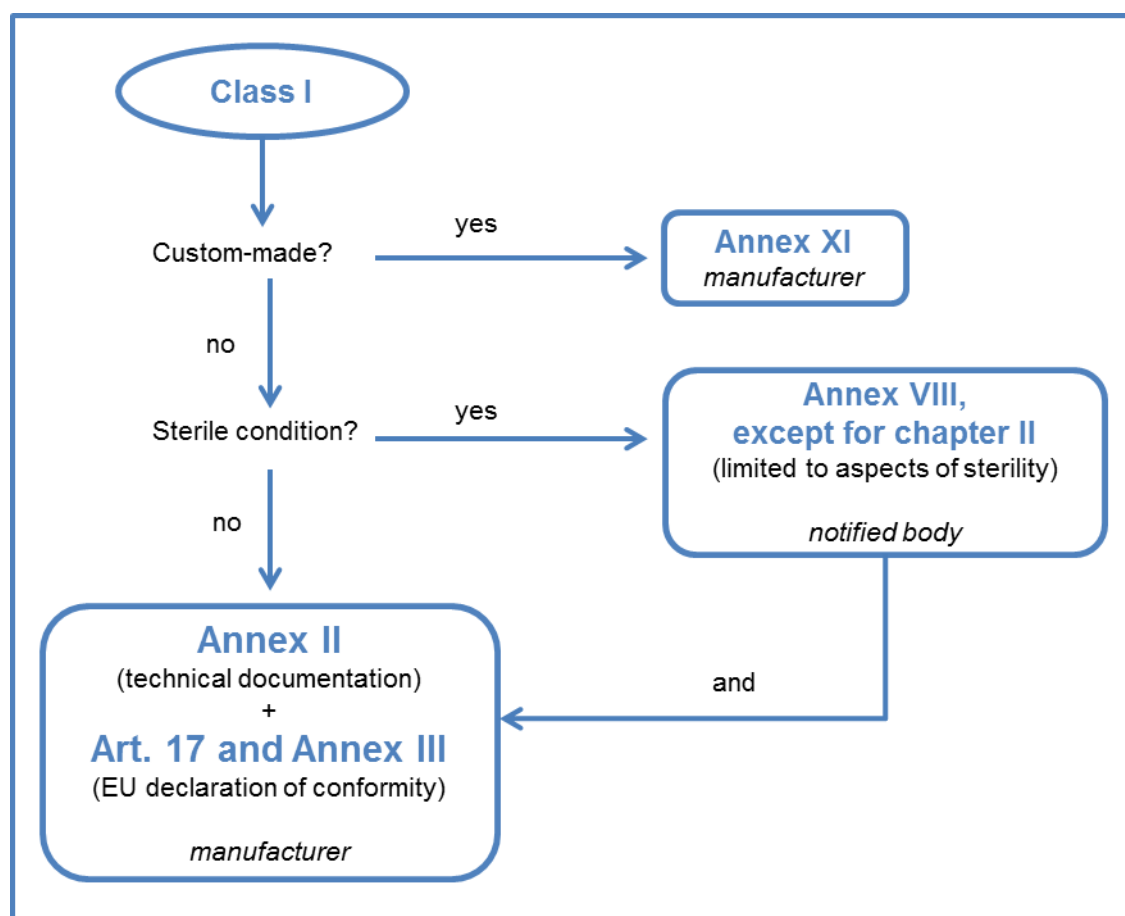 Class I
Custom-made?
yes
Annex XI
manufacturer
no
Sterile condition?
yes
Annex VIII,
except for chapter II
(limited to aspects of sterility)
notified body
no
and
Annex II
(technical documentation)
+
Art. 17 and Annex III
(EU declaration of conformity)
manufacturer